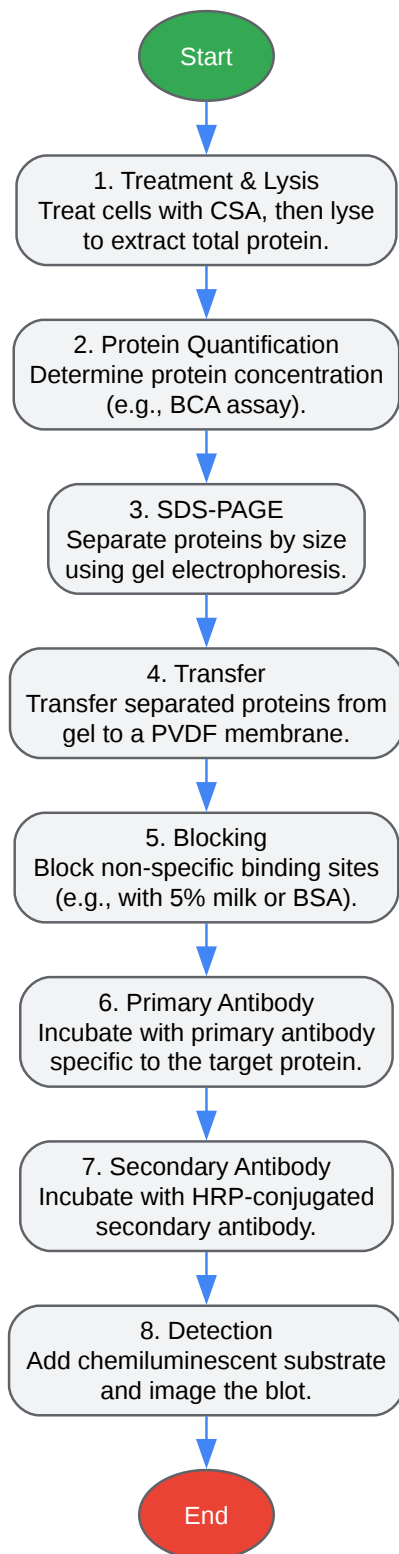 Start
1. Treatment & Lysis
Treat cells with CSA, then lyse
to extract total protein.
2. Protein Quantification
Determine protein concentration
(e.g., BCA assay).
3. SDS-PAGE
Separate proteins by size
using gel electrophoresis.
4. Transfer
Transfer separated proteins from
gel to a PVDF membrane.
5. Blocking
Block non-specific binding sites
(e.g., with 5% milk or BSA).
6. Primary Antibody
Incubate with primary antibody
specific to the target protein.
7. Secondary Antibody
Incubate with HRP-conjugated
secondary antibody.
8. Detection
Add chemiluminescent substrate
and image the blot.
End